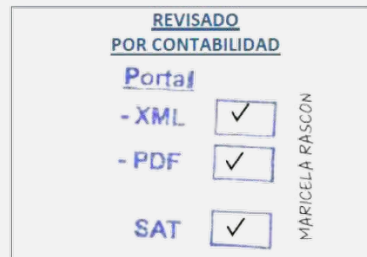 REVISADO
POR CONTABILIDAD
Portal
- XML ✓
- PDF ✓
SAT ✓
MARICELA RASCON